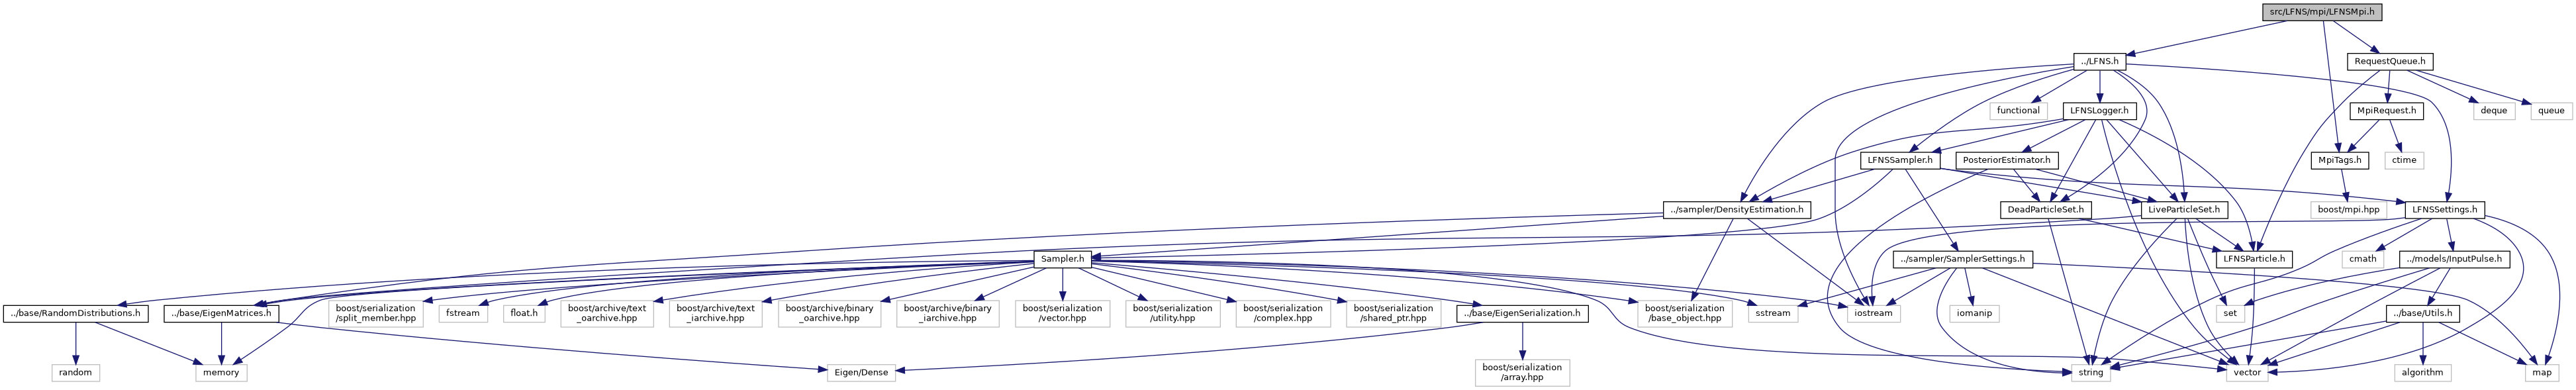 src/LFNS/mpi/LFNSMpi.h
../LFNS.h
RequestQueue.h
functional
LFNSLogger.h
MpiRequest.h
deque
queue
LFNSSampler.h
PosteriorEstimator.h
MpiTags.h
ctime
../sampler/DensityEstimation.h
DeadParticleSet.h
LiveParticleSet.h
boost/mpi.hpp
LFNSSettings.h
Sampler.h
../sampler/SamplerSettings.h
LFNSParticle.h
cmath
../models/InputPulse.h
../base/RandomDistributions.h
../base/EigenMatrices.h
boost/serialization
/split_member.hpp
fstream
float.h
boost/archive/text
_oarchive.hpp
boost/archive/text
_iarchive.hpp
boost/archive/binary
_oarchive.hpp
boost/archive/binary
_iarchive.hpp
boost/serialization
/vector.hpp
boost/serialization
/utility.hpp
boost/serialization
/complex.hpp
boost/serialization
/shared_ptr.hpp
../base/EigenSerialization.h
boost/serialization
/base_object.hpp
sstream
iostream
iomanip
set
../base/Utils.h
random
memory
Eigen/Dense
boost/serialization
/array.hpp
string
vector
algorithm
map